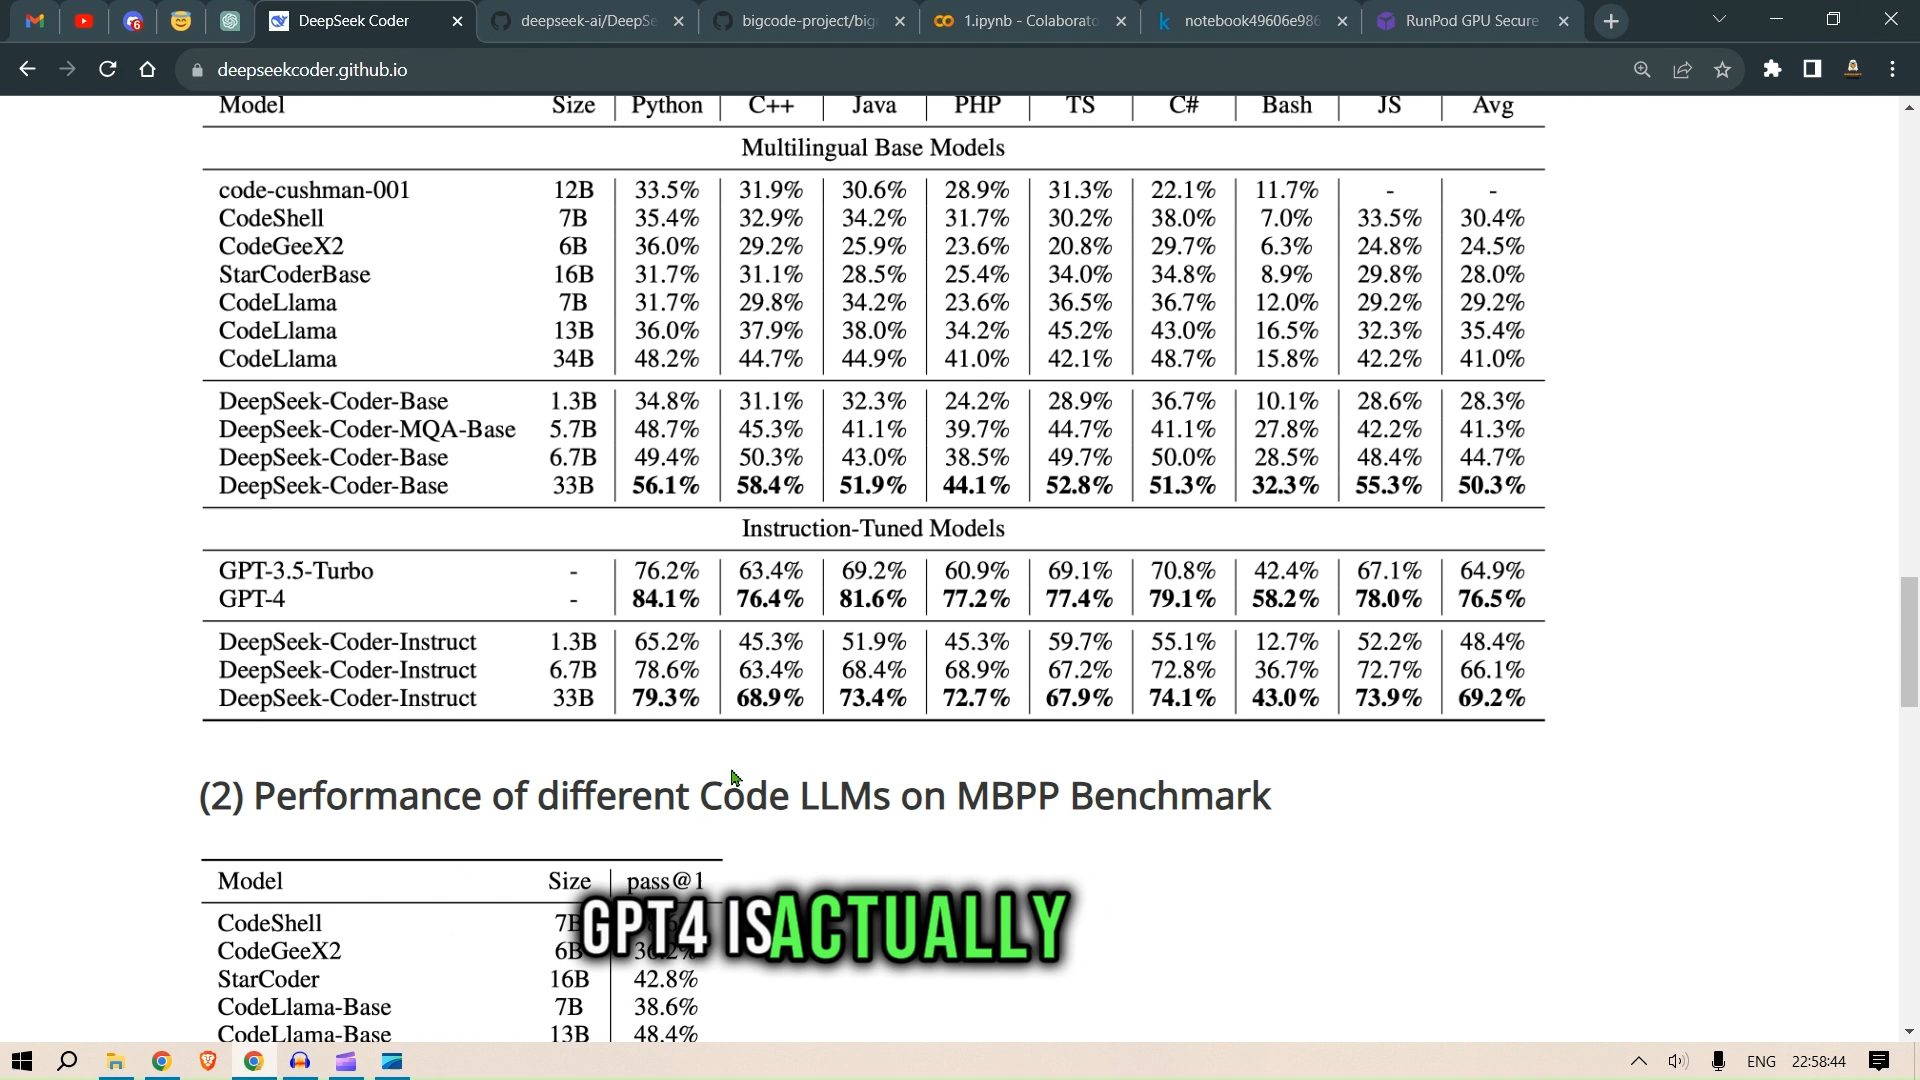 DeepSeek Coder
deepseek-ai/DeepSe
bigcode-project/big
1.ipynb - Colaborato
notebook49606e986
RunPod GPU Secure
deepseekcoder.github.io
Model Size Python C++ Java PHP TS C# Bash JS Avg
Multilingual Base Models
code-cushman-001 12B 33.5% 31.9% 30.6% 28.9% 31.3% 22.1% 11.7% - -
CodeShell 7B 35.4% 32.9% 34.2% 31.7% 30.2% 38.0% 7.0% 33.5% 30.4%
CodeGeeX2 6B 36.0% 29.2% 25.9% 23.6% 20.8% 29.7% 6.3% 24.8% 24.5%
StarCoderBase 16B 31.7% 31.1% 28.5% 25.4% 34.0% 34.8% 8.9% 29.8% 28.0%
CodeLlama 7B 31.7% 29.8% 34.2% 23.6% 36.5% 36.7% 12.0% 29.2% 29.2%
CodeLlama 13B 36.0% 37.9% 38.0% 34.2% 45.2% 43.0% 16.5% 32.3% 35.4%
CodeLlama 34B 48.2% 44.7% 44.9% 41.0% 42.1% 48.7% 15.8% 42.2% 41.0%
DeepSeek-Coder-Base 1.3B 34.8% 31.1% 32.3% 24.2% 28.9% 36.7% 10.1% 28.6% 28.3%
DeepSeek-Coder-MQA-Base 5.7B 48.7% 45.3% 41.1% 39.7% 44.7% 41.1% 27.8% 42.2% 41.3%
DeepSeek-Coder-Base 6.7B 49.4% 50.3% 43.0% 38.5% 49.7% 50.0% 28.5% 48.4% 44.7%
DeepSeek-Coder-Base 33B 56.1% 58.4% 51.9% 44.1% 52.8% 51.3% 32.3% 55.3% 50.3%
Instruction-Tuned Models
GPT-3.5-Turbo - 76.2% 63.4% 69.2% 60.9% 69.1% 70.8% 42.4% 67.1% 64.9%
GPT-4 - 84.1% 76.4% 81.6% 77.2% 77.4% 79.1% 58.2% 78.0% 76.5%
DeepSeek-Coder-Instruct 1.3B 65.2% 45.3% 51.9% 45.3% 59.7% 55.1% 12.7% 52.2% 48.4%
DeepSeek-Coder-Instruct 6.7B 78.6% 63.4% 68.4% 68.9% 67.2% 72.8% 36.7% 72.7% 66.1%
DeepSeek-Coder-Instruct 33B 79.3% 68.9% 73.4% 72.7% 67.9% 74.1% 43.0% 73.9% 69.2%
(2) Performance of different Code LLMs on MBPP Benchmark
Model Size pass@1
CodeShell 7B
GPT4 IS ACTUALLY
CodeGeeX2 6B 36.2%
StarCoder 16B 42.8%
CodeLlama-Base 7B 38.6%
CodeLlama-Base 13B 48.4%
ENG 22:58:44